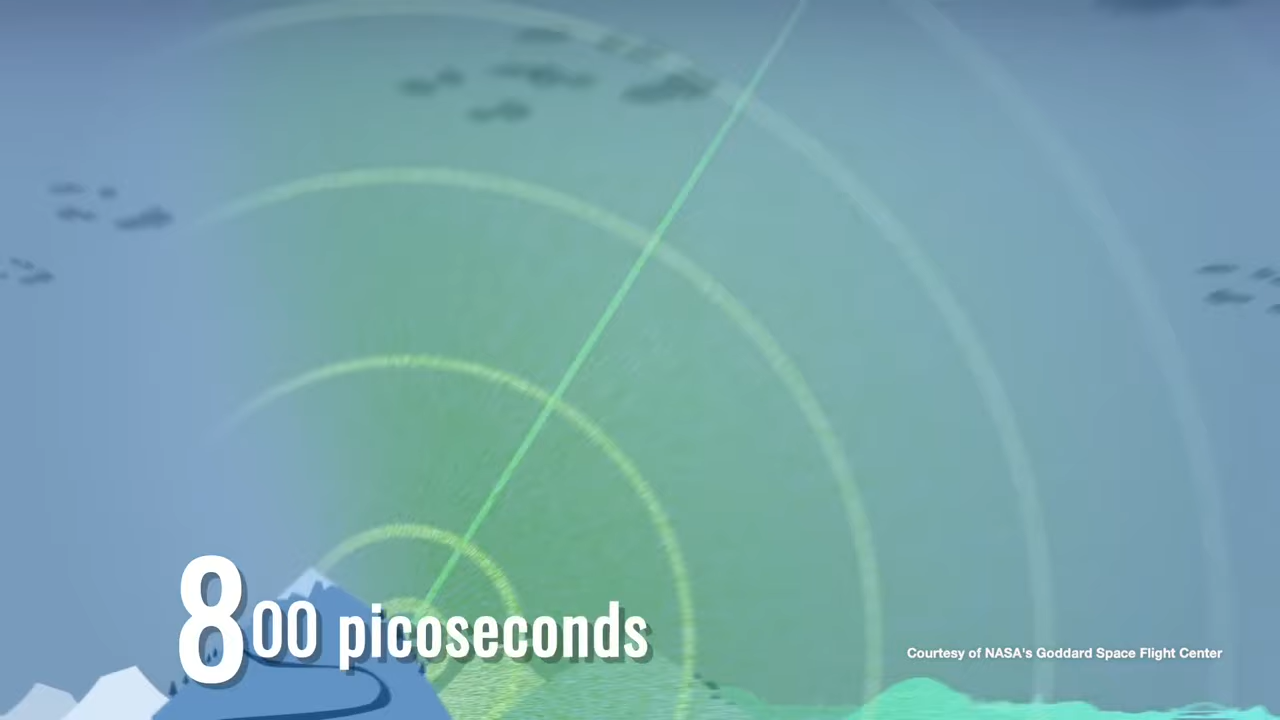 800 picoseconds
Courtesy of NASA's Goddard Space Flight Center